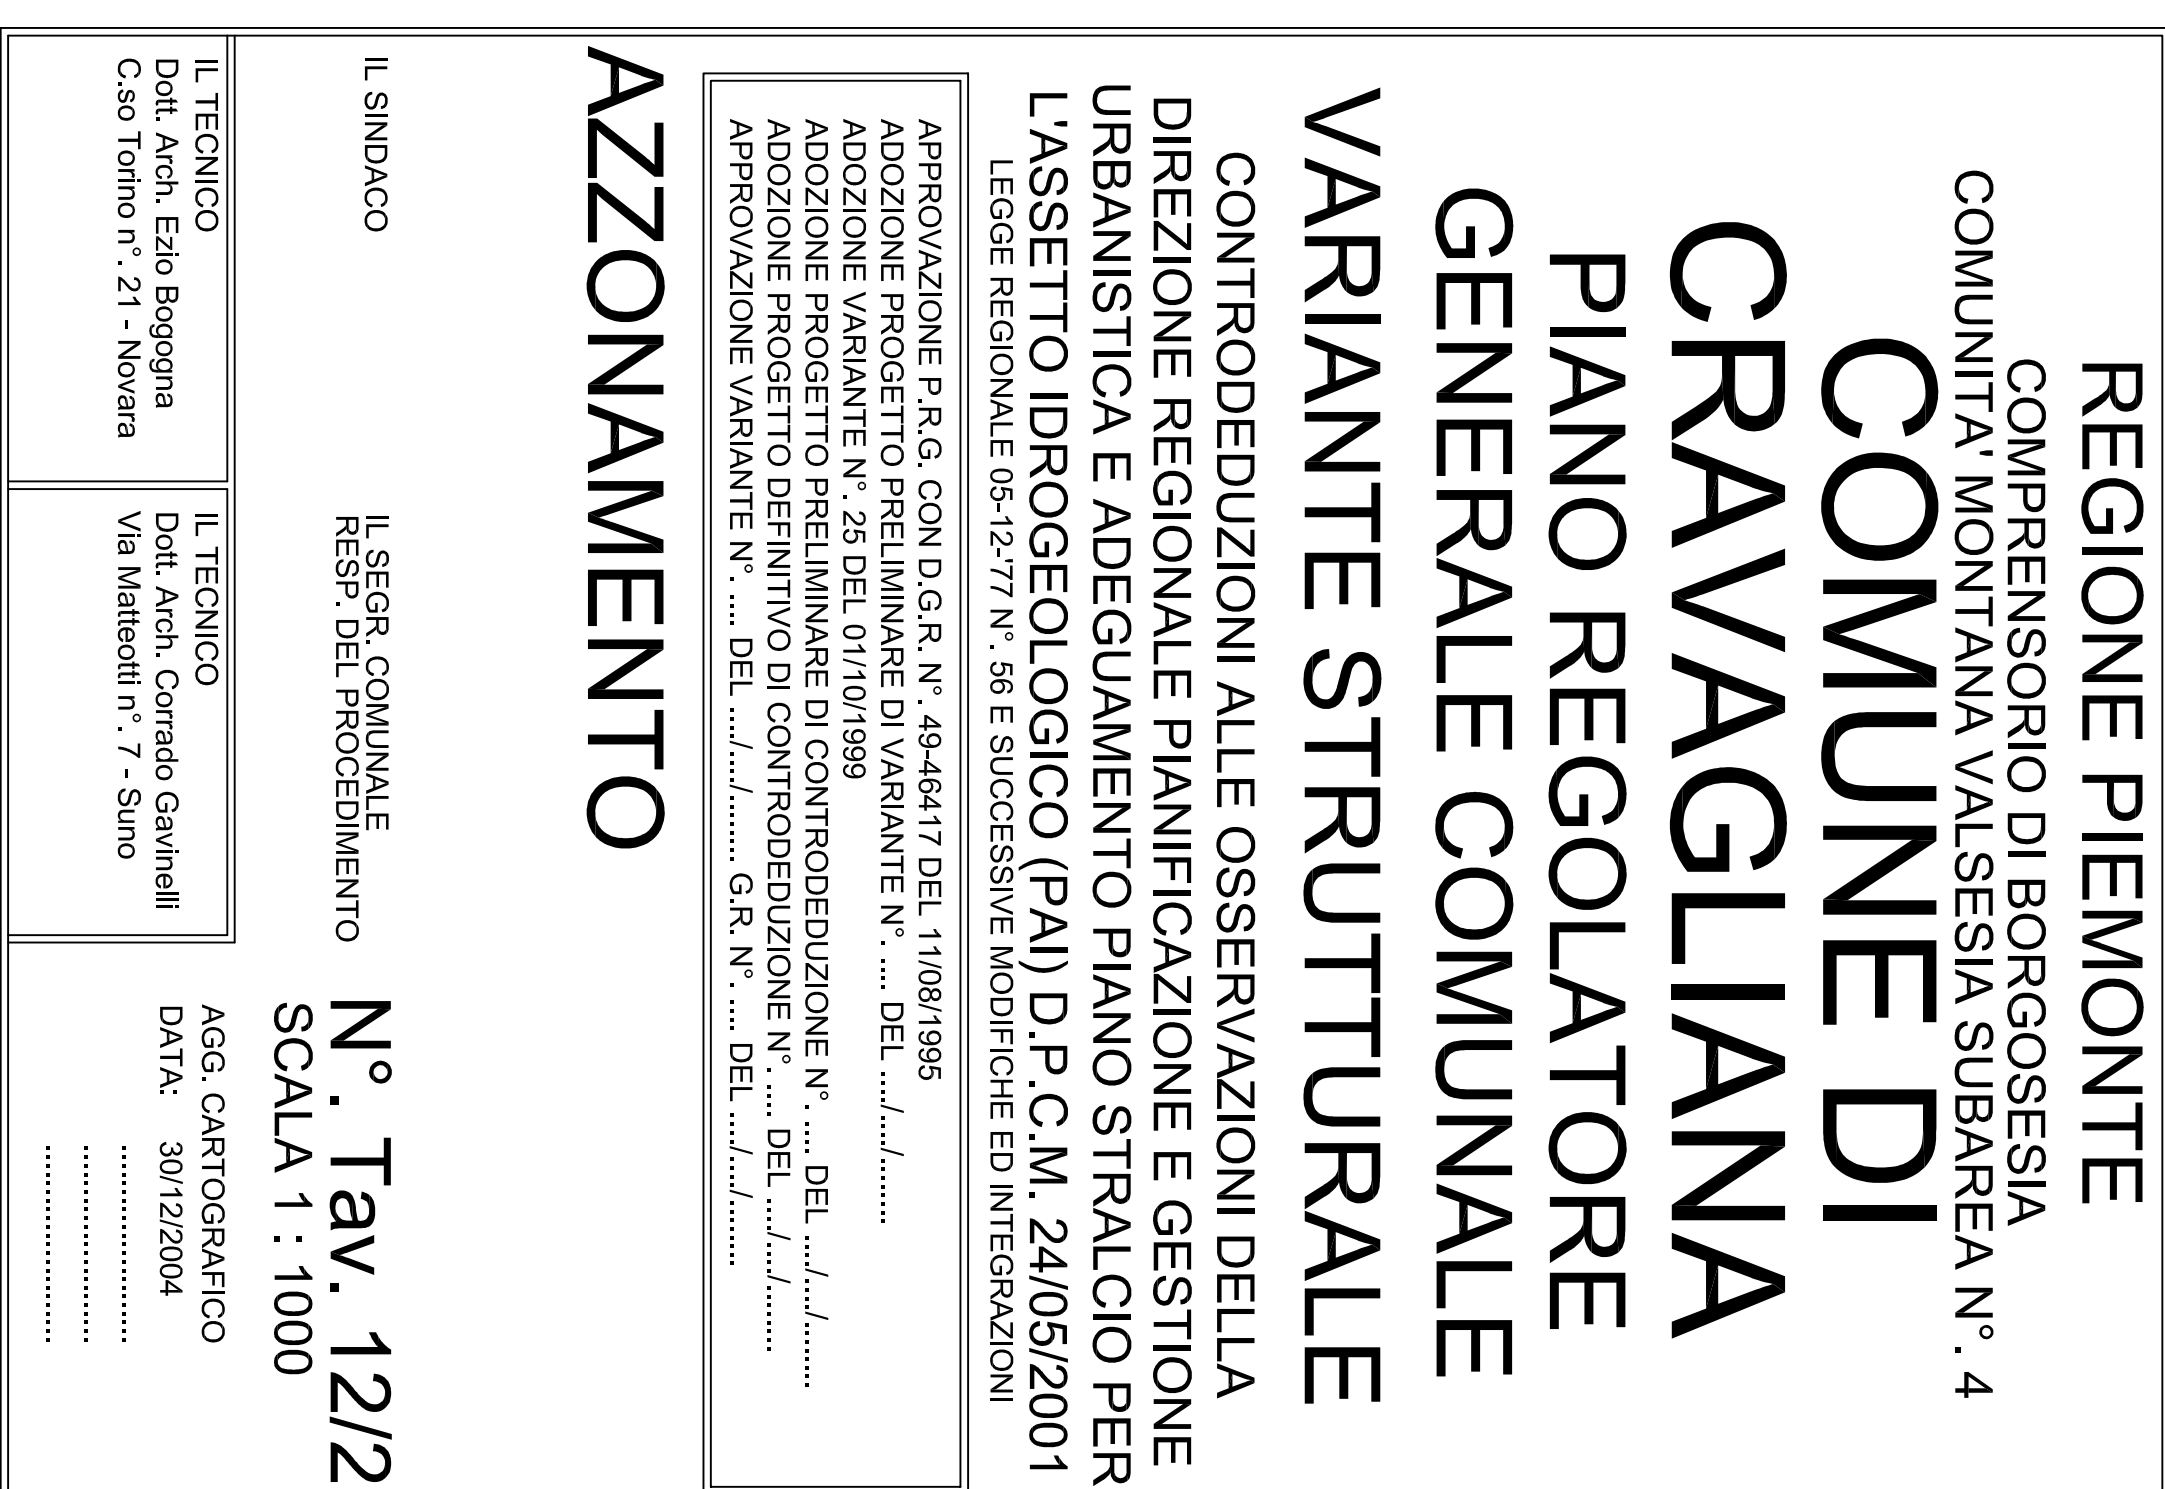 REGIONE PIEMONTE
COMPRENSORIO DI BORGOSESIA
COMUNITA' MONTANA VALSESIA SUBAREA N°. 4
COMUNE DI
CRAVAGLIANA
PIANO REGOLATORE
GENERALE COMUNALE
VARIANTE STRUTTURALE
CONTRODEDUZIONI ALLE OSSERVAZIONI DELLA
DIREZIONE REGIONALE PIANIFICAZIONE E GESTIONE
URBANISTICA E ADEGUAMENTO PIANO STRALCIO PER
L'ASSETTO IDROGEOLOGICO (PAI) D.P.C.M. 24/05/2001
LEGGE REGIONALE 05-12-'77 N°. 56 E SUCCESSIVE MODIFICHE ED INTEGRAZIONI
APPROVAZIONE P.R.G. CON D.G.R. N°. 49-46417 DEL 11/08/1995
ADOZIONE PROGETTO PRELIMINARE DI VARIANTE N°. .... DEL ...../...../..........
ADOZIONE VARIANTE N°. 25 DEL 01/10/1999
ADOZIONE PROGETTO PRELIMINARE DI CONTRODEDUZIONE N°. ..... DEL ...../...../..........
ADOZIONE PROGETTO DEFINITIVO DI CONTRODEDUZIONE N°. ..... DEL ...../...../..........
APPROVAZIONE VARIANTE N°. ..... DEL ...../...../.......... G.R. N°. ..... DEL ...../...../..........
AZZONAMENTO
IL SINDACO
IL SEGR. COMUNALE
RESP. DEL PROCEDIMENTO
N°. Tav. 12/2
SCALA 1 : 1000
IL TECNICO
Dott. Arch. Ezio Bogogna
C.so Torino n°. 21 - Novara
IL TECNICO
Dott. Arch. Corrado Gavinelli
Via Matteotti n°. 7 - Suno
AGG. CARTOGRAFICO
DATA: 30/12/2004
..............................
..............................
..............................